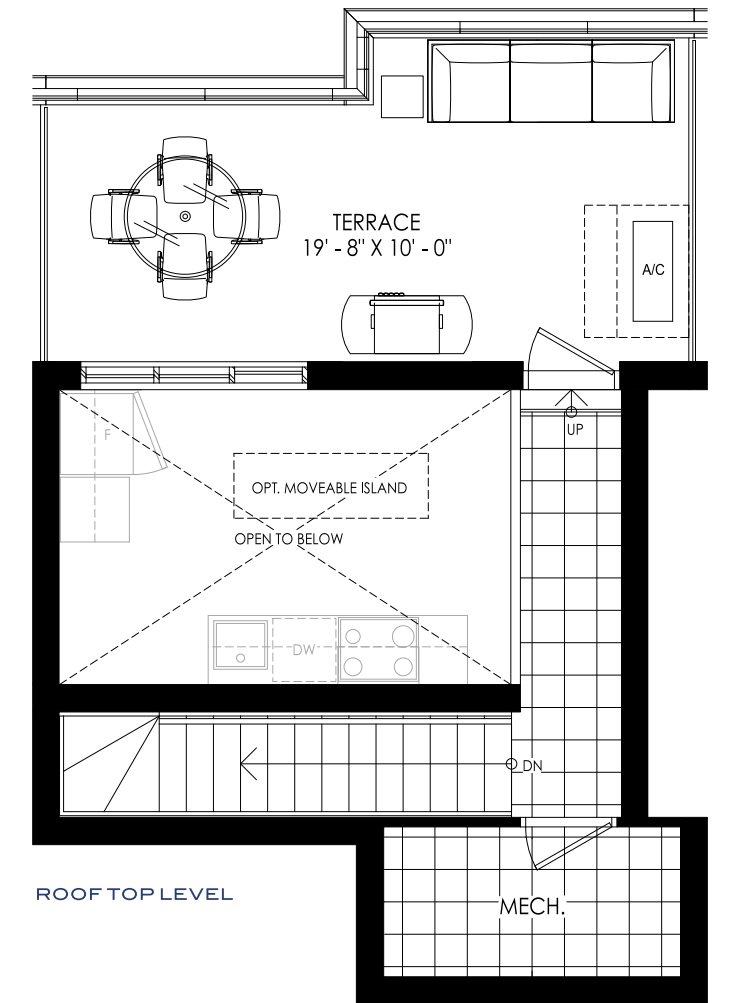 TERRACE
19' - 8" X 10' - 0"
A/C
UP
F
OPT. MOVEABLE ISLAND
OPEN TO BELOW
DW
DN
MECH.
ROOF TOP LEVEL